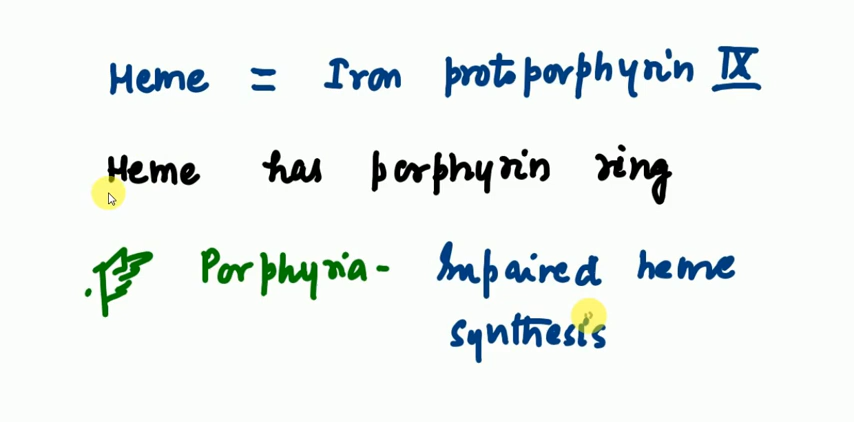 Heme = Iron protoporphyrin IX
Heme has porphyrin ring
Porphyria - Impaired heme
synthesis